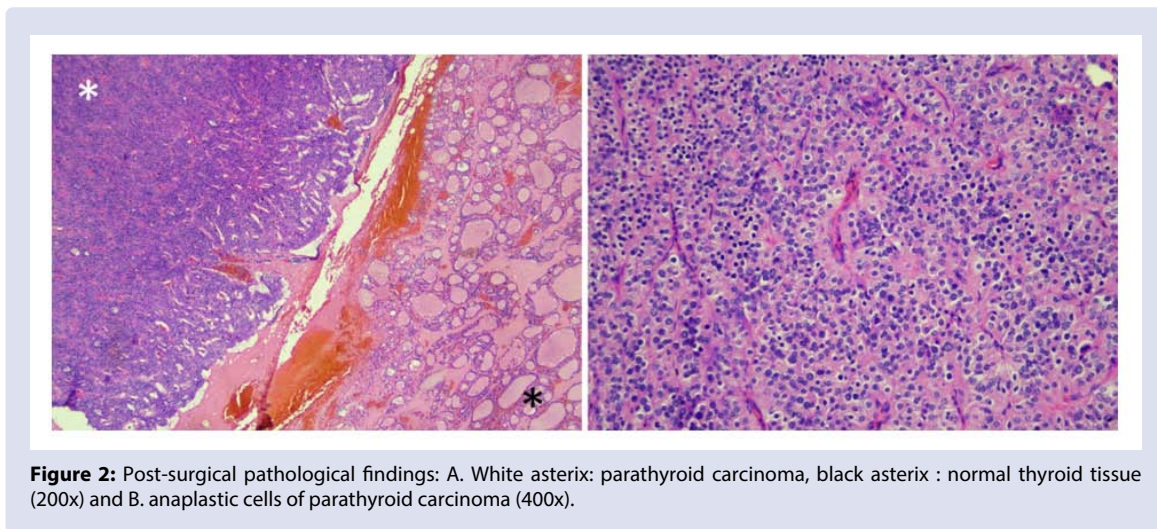 Figure 2: Post-surgical pathological findings: A. White asterix: parathyroid carcinoma, black asterix : normal thyroid tissue
(200x) and B. anaplastic cells of parathyroid carcinoma (400x).